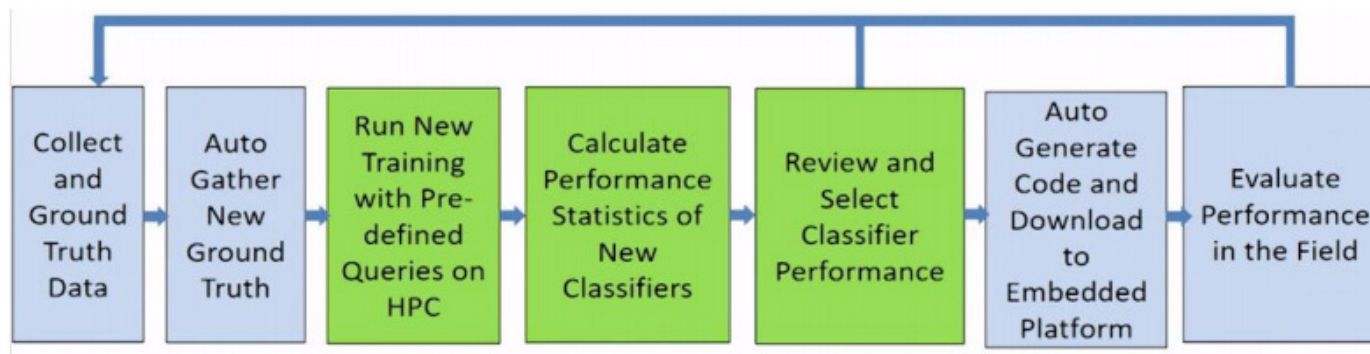 Collect
and
Ground
Truth
Data
Auto
Gather
New
Ground
Truth
Run New
Training
with Pre-
defined
Queries on
HPC
Calculate
Performance
Statistics of
New
Classifiers
Review and
Select
Classifier
Performance
Auto
Generate
Code and
Download
to
Embedded
Platform
Evaluate
Performance
in the Field